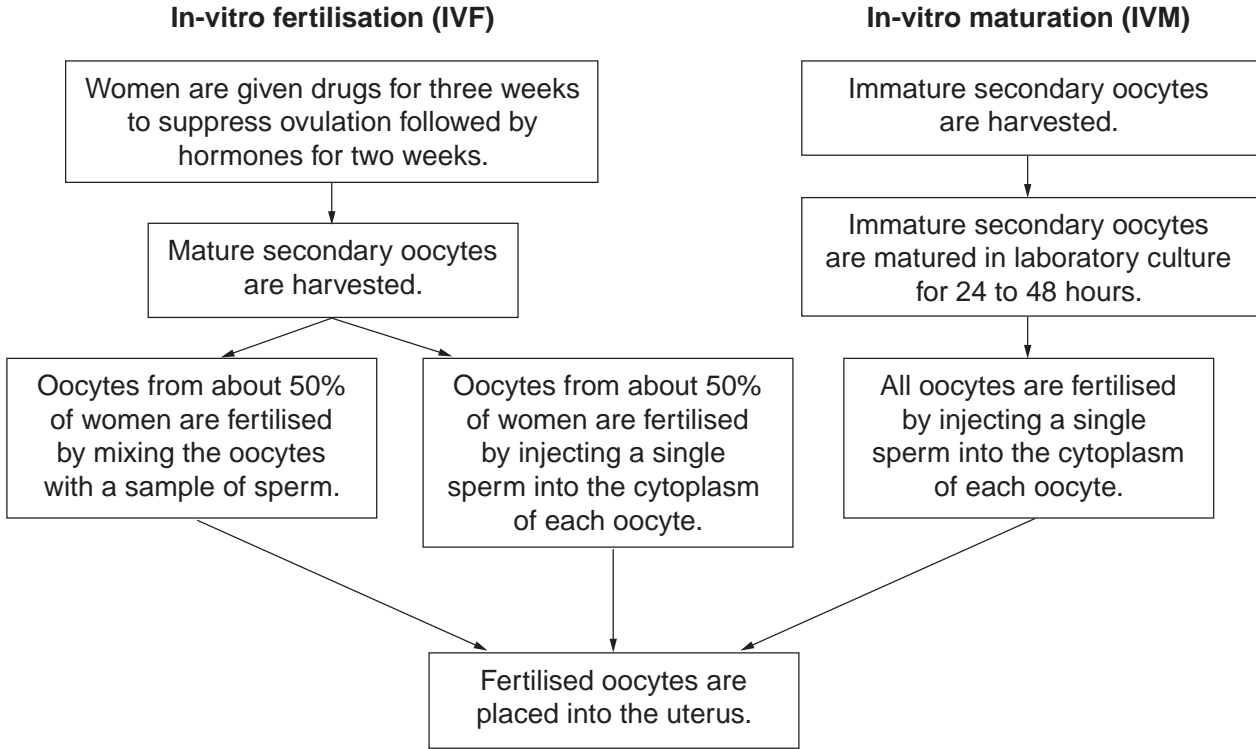 In-vitro fertilisation (IVF)
Women are given drugs for three weeks
to suppress ovulation followed by
hormones for two weeks.
Mature secondary oocytes
are harvested.
Oocytes from about 50%
of women are fertilised
by mixing the oocytes
with a sample of sperm.
Oocytes from about 50%
of women are fertilised
by injecting a single
sperm into the cytoplasm
of each oocyte.
In-vitro maturation (IVM)
Immature secondary oocytes
are harvested.
Immature secondary oocytes
are matured in laboratory culture
for 24 to 48 hours.
All oocytes are fertilised
by injecting a single
sperm into the cytoplasm
of each oocyte.
Fertilised oocytes are
placed into the uterus.